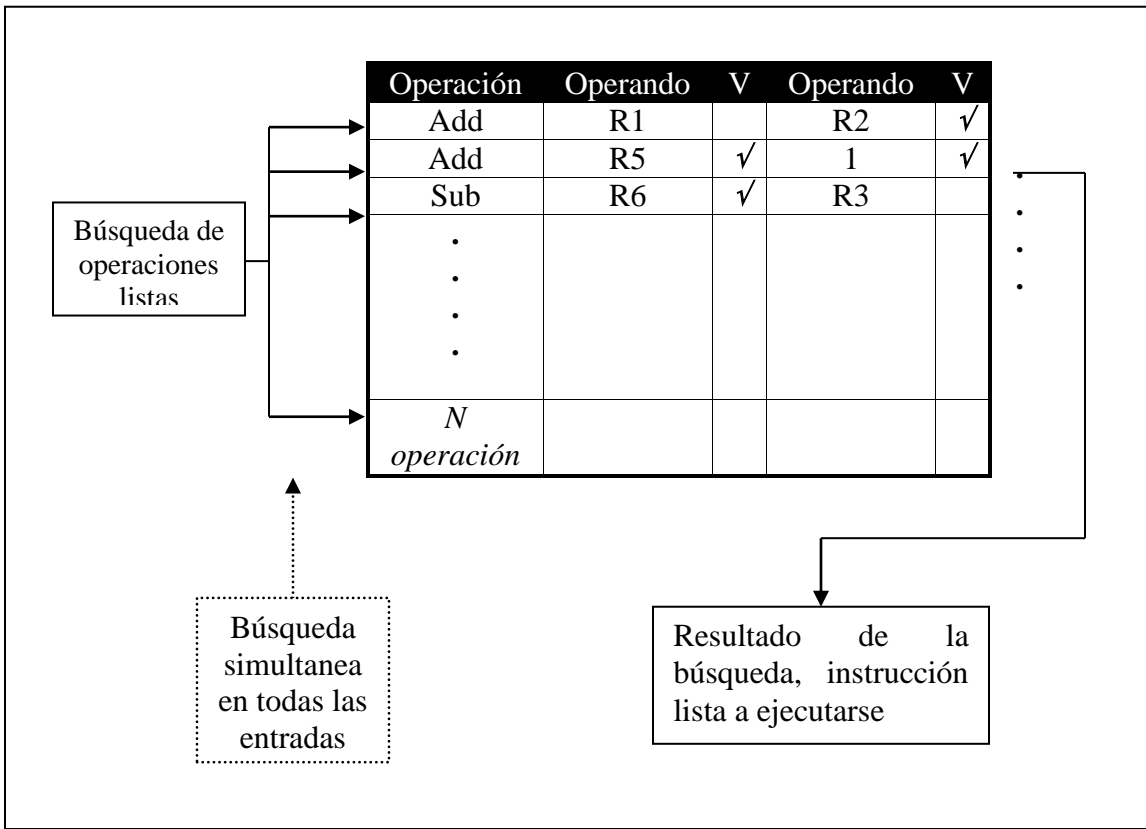 Operación Operando V Operando V
Add R1 R2 √
Add R5 √ 1 √
Sub R6 √ R3
N
operación
Búsqueda de
operaciones
listas
Búsqueda
simultanea
en todas las
entradas
Resultado de la
búsqueda, instrucción
lista a ejecutarse